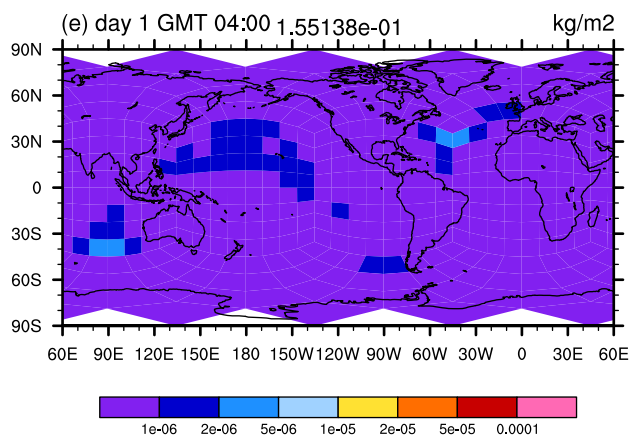 (e) day 1 GMT 04:00 1.55138e-01 kg/m2
90N
60N
30N
0
30S
60S
90S
60E 90E 120E 150E 180 150W 120W 90W 60W 30W 0 30E 60E
1e-06 2e-06 5e-06 1e-05 2e-05 5e-05 0.0001